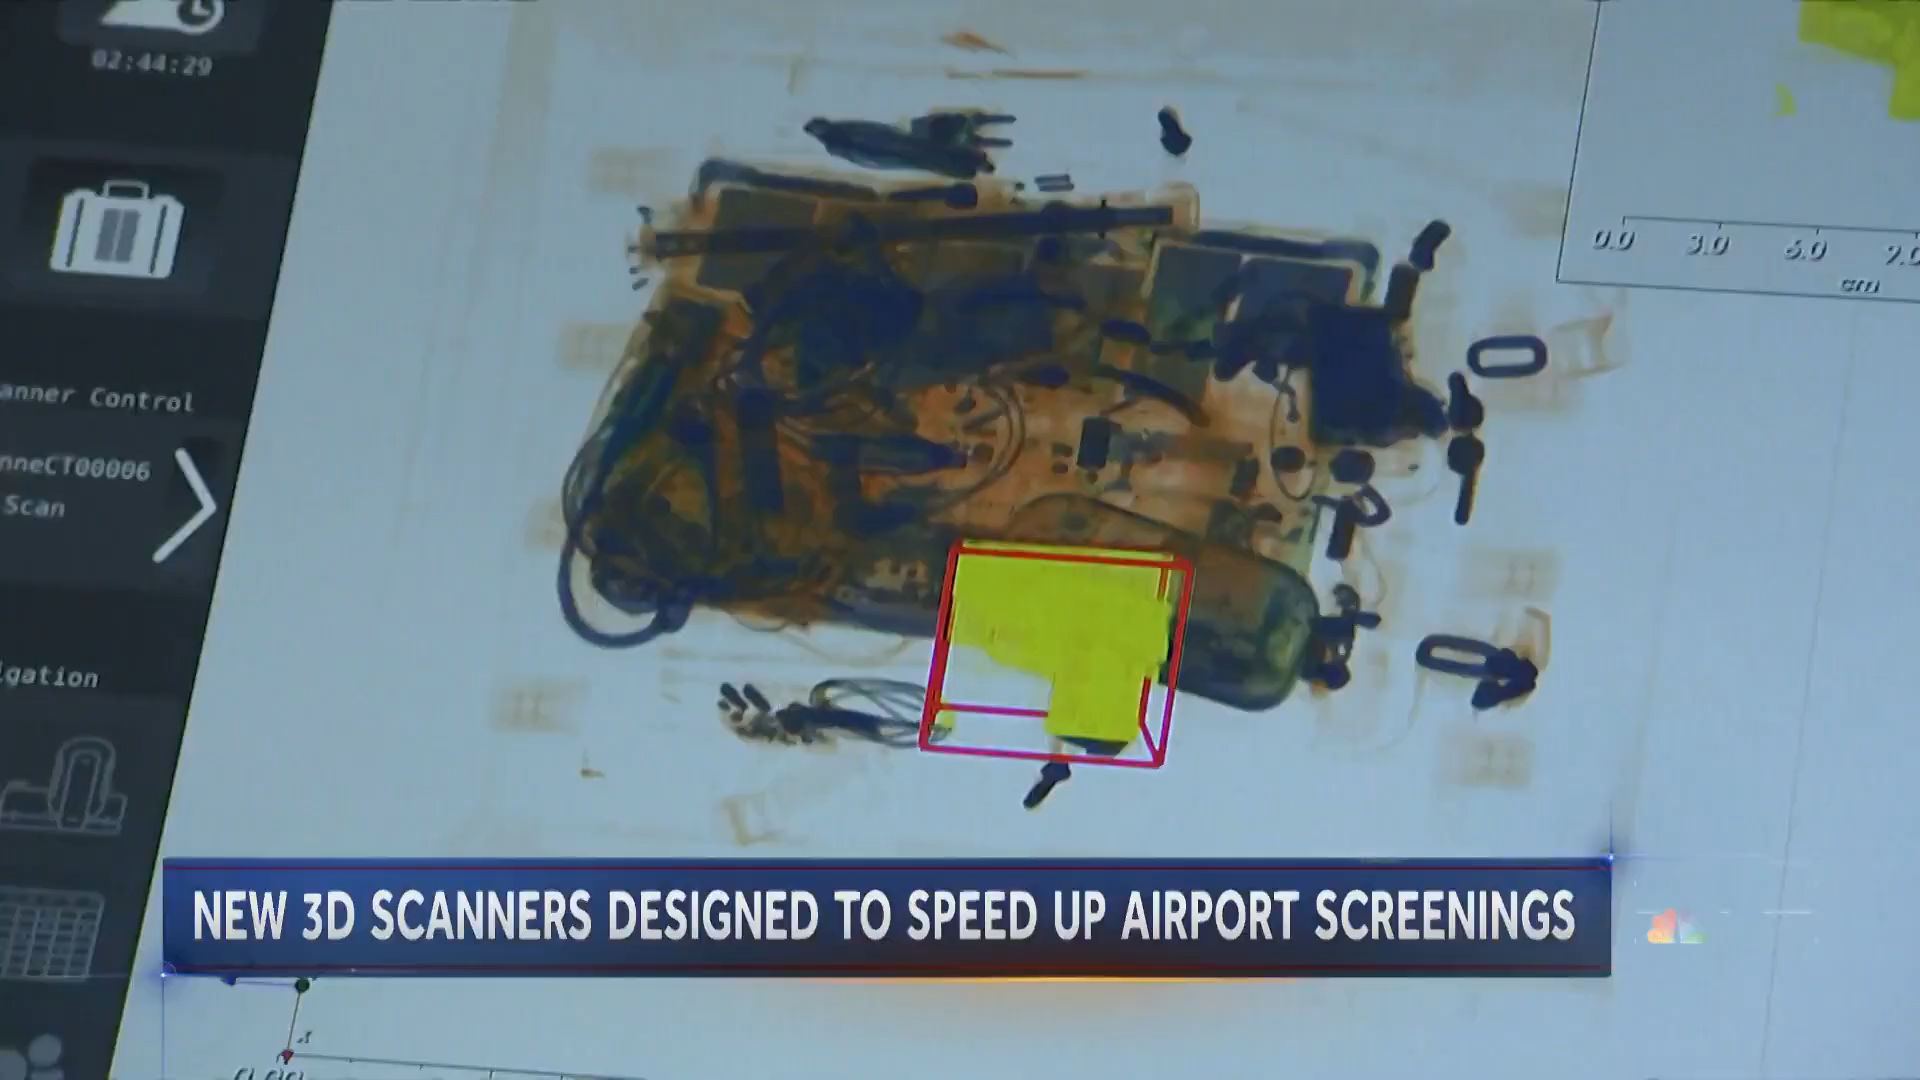 02:44:29
anner Control
nneCT00006
Scan
igation
0.0 3.0 6.0 9.0
cm
NEW 3D SCANNERS DESIGNED TO SPEED UP AIRPORT SCREENINGS